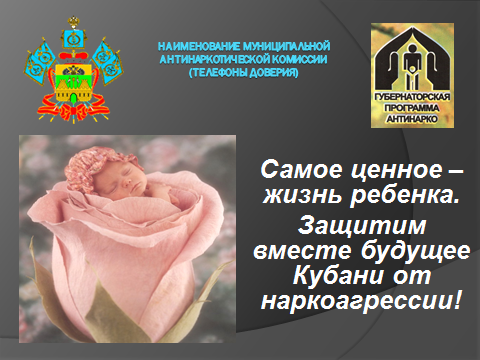 НАИМЕНОВАНИЕ МУНИЦИПАЛЬНОЙ
АНТИНАРКОТИЧЕСКОЙ КОМИССИИ
(ТЕЛЕФОНЫ ДОВЕРИЯ)
ГУБЕРНАТОРСКАЯ
ПРОГРАММА
АНТИНАРКО
Самое ценное –
жизнь ребенка.
Защитим
вместе будущее
Кубани от
наркоагрессии!